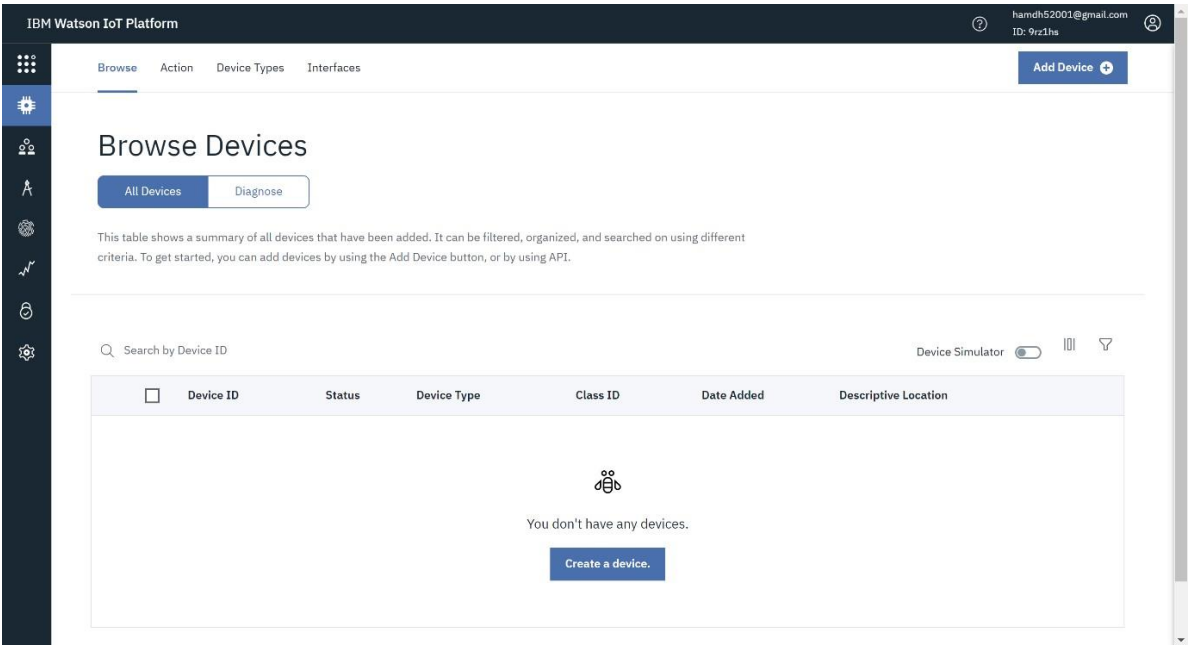 IBM Watson IoT Platform
hamdh52001@gmail.com
ID: 9rz1hs
Browse Action Device Types Interfaces
Add Device
Browse Devices
All Devices Diagnose
This table shows a summary of all devices that have been added. It can be filtered, organized, and searched on using different
criteria. To get started, you can add devices by using the Add Device button, or by using API.
Search by Device ID
Device Simulator
Device ID Status Device Type Class ID Date Added Descriptive Location
You don't have any devices.
Create a device.